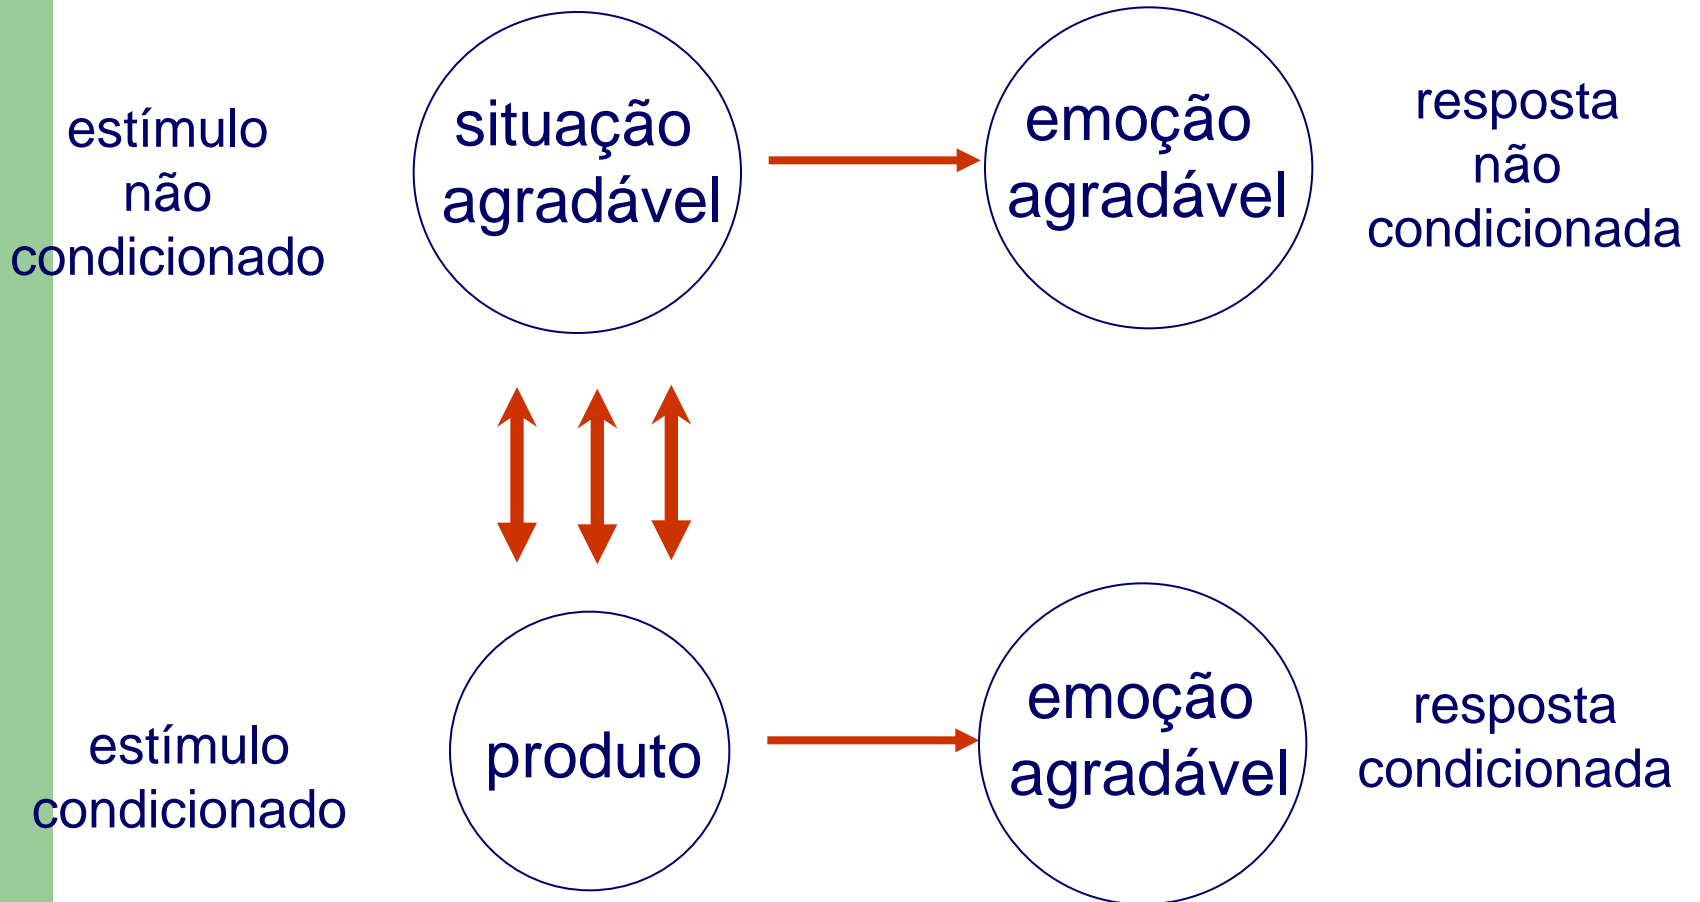 estímulo
não
condicionado
situação
agradável
emoção
agradável
resposta
não
condicionada
estímulo
condicionado
produto
emoção
agradável
resposta
condicionada